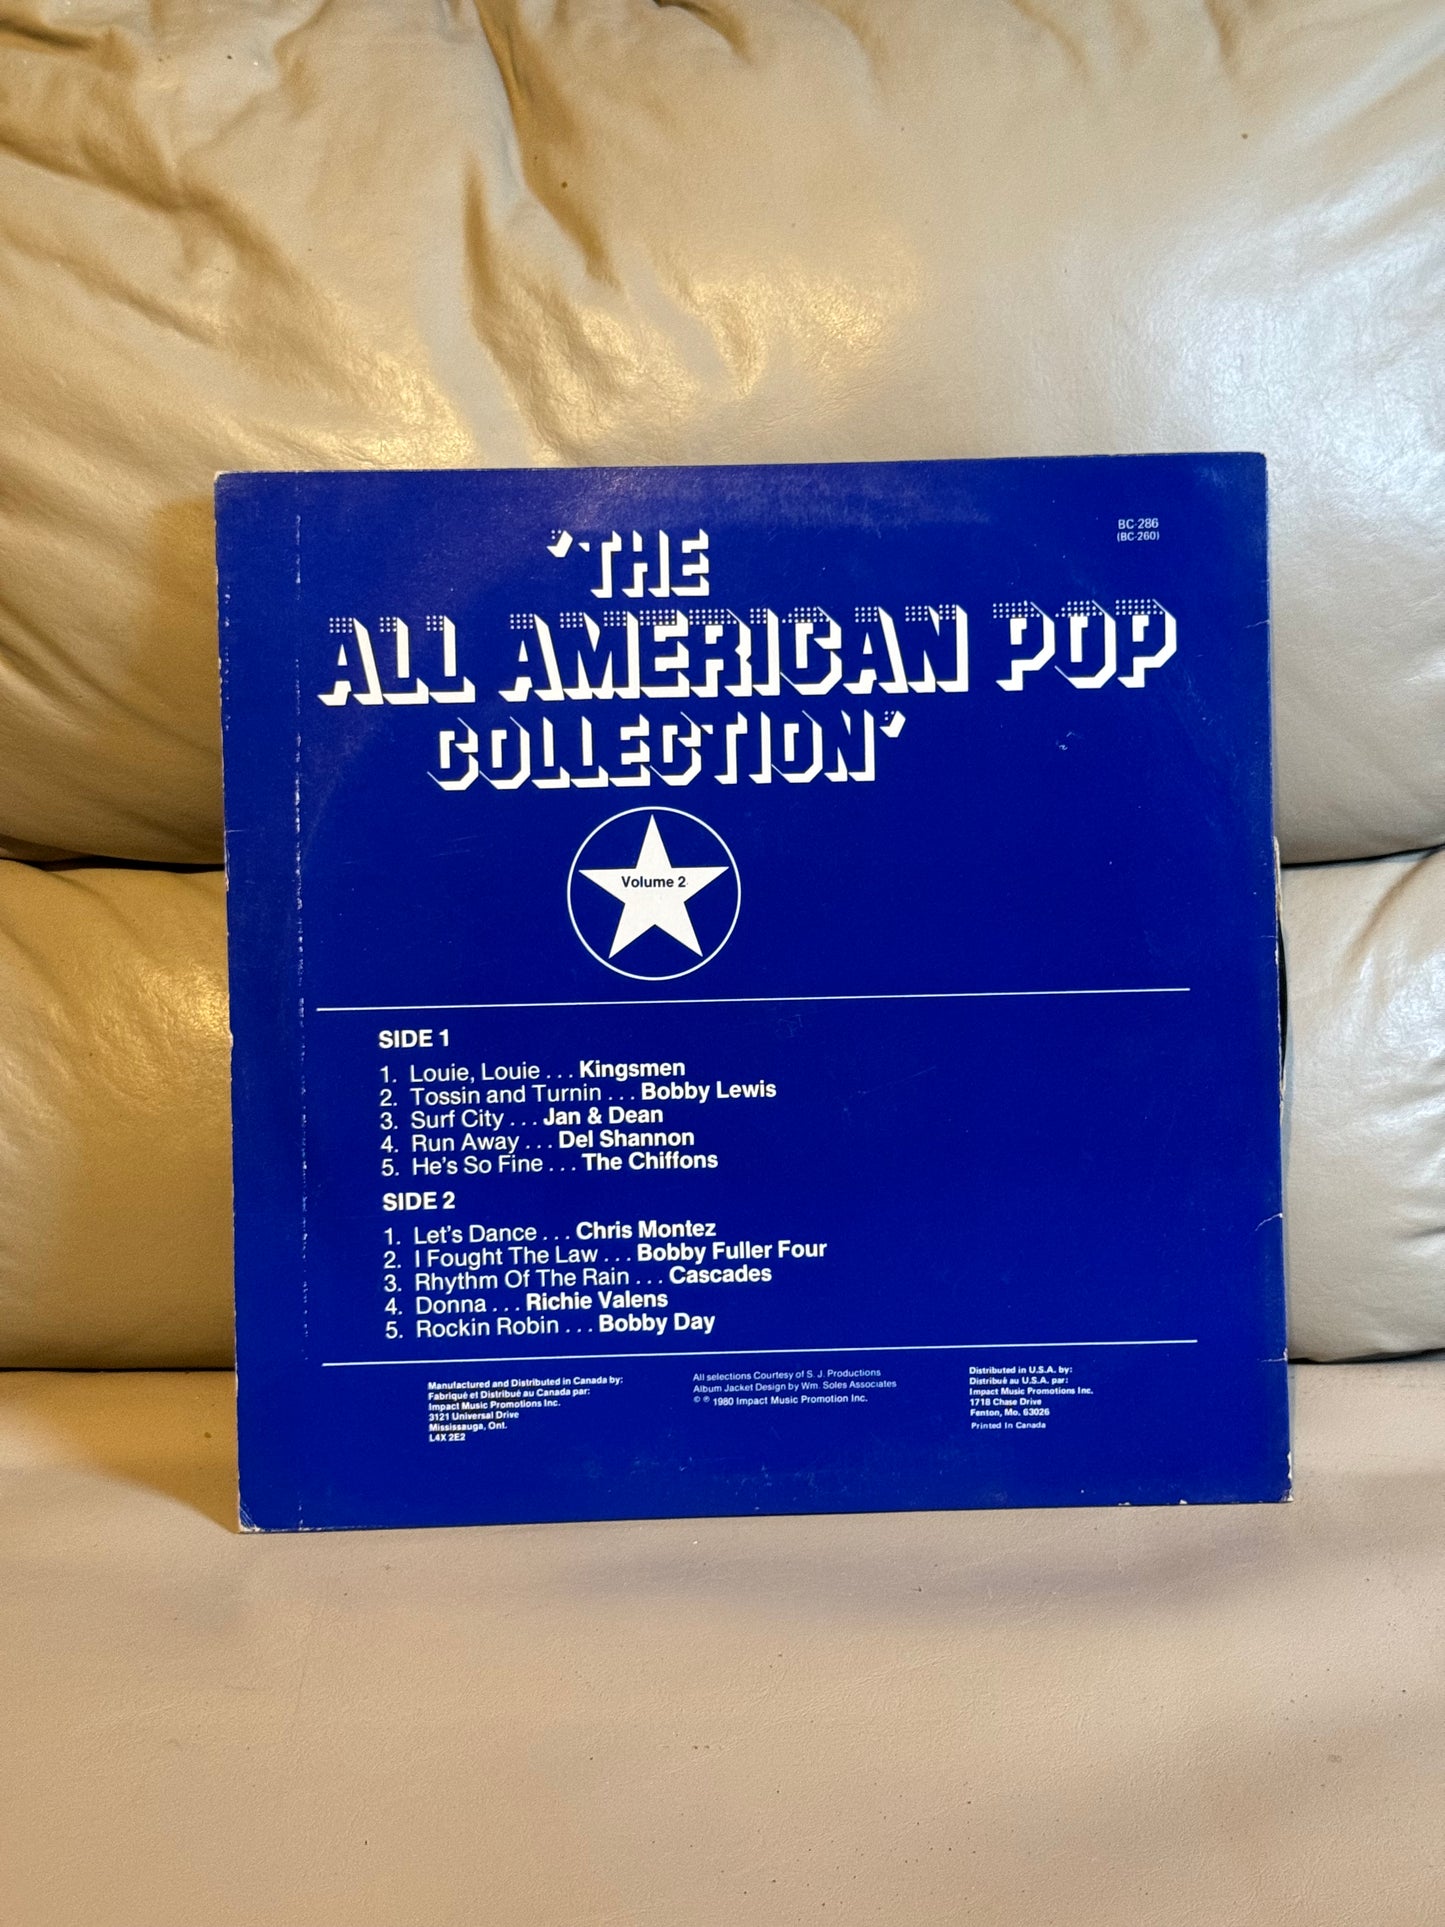 BC-286
(BC-260)
'THE
ALL AMERICAN POP
COLLECTION'
Volume 2
SIDE 1
1. Louie, Louie . . . Kingsmen
2. Tossin and Turnin . . . Bobby Lewis
3. Surf City . . . Jan & Dean
4. Run Away . . . Del Shannon
5. He's So Fine . . . The Chiffons
SIDE 2
1. Let's Dance . . . Chris Montez
2. I Fought The Law . . . Bobby Fuller Four
3. Rhythm Of The Rain . . . Cascades
4. Donna . . . Richie Valens
5. Rockin Robin . . . Bobby Day
Manufactured and Distributed in Canada by:
Fabriqué et Distribué au Canada par:
Impact Music Promotions Inc.
3121 Universal Drive
Mississauga, Ont.
L4X 2E2
All selections Courtesy of S. J. Productions
Album Jacket Design by Wm. Soles Associates
© ℗ 1980 Impact Music Promotion Inc.
Distributed in U.S.A. by:
Distribué au U.S.A. par:
Impact Music Promotions Inc.
1718 Chase Drive
Fenton, Mo. 63026
Printed in Canada